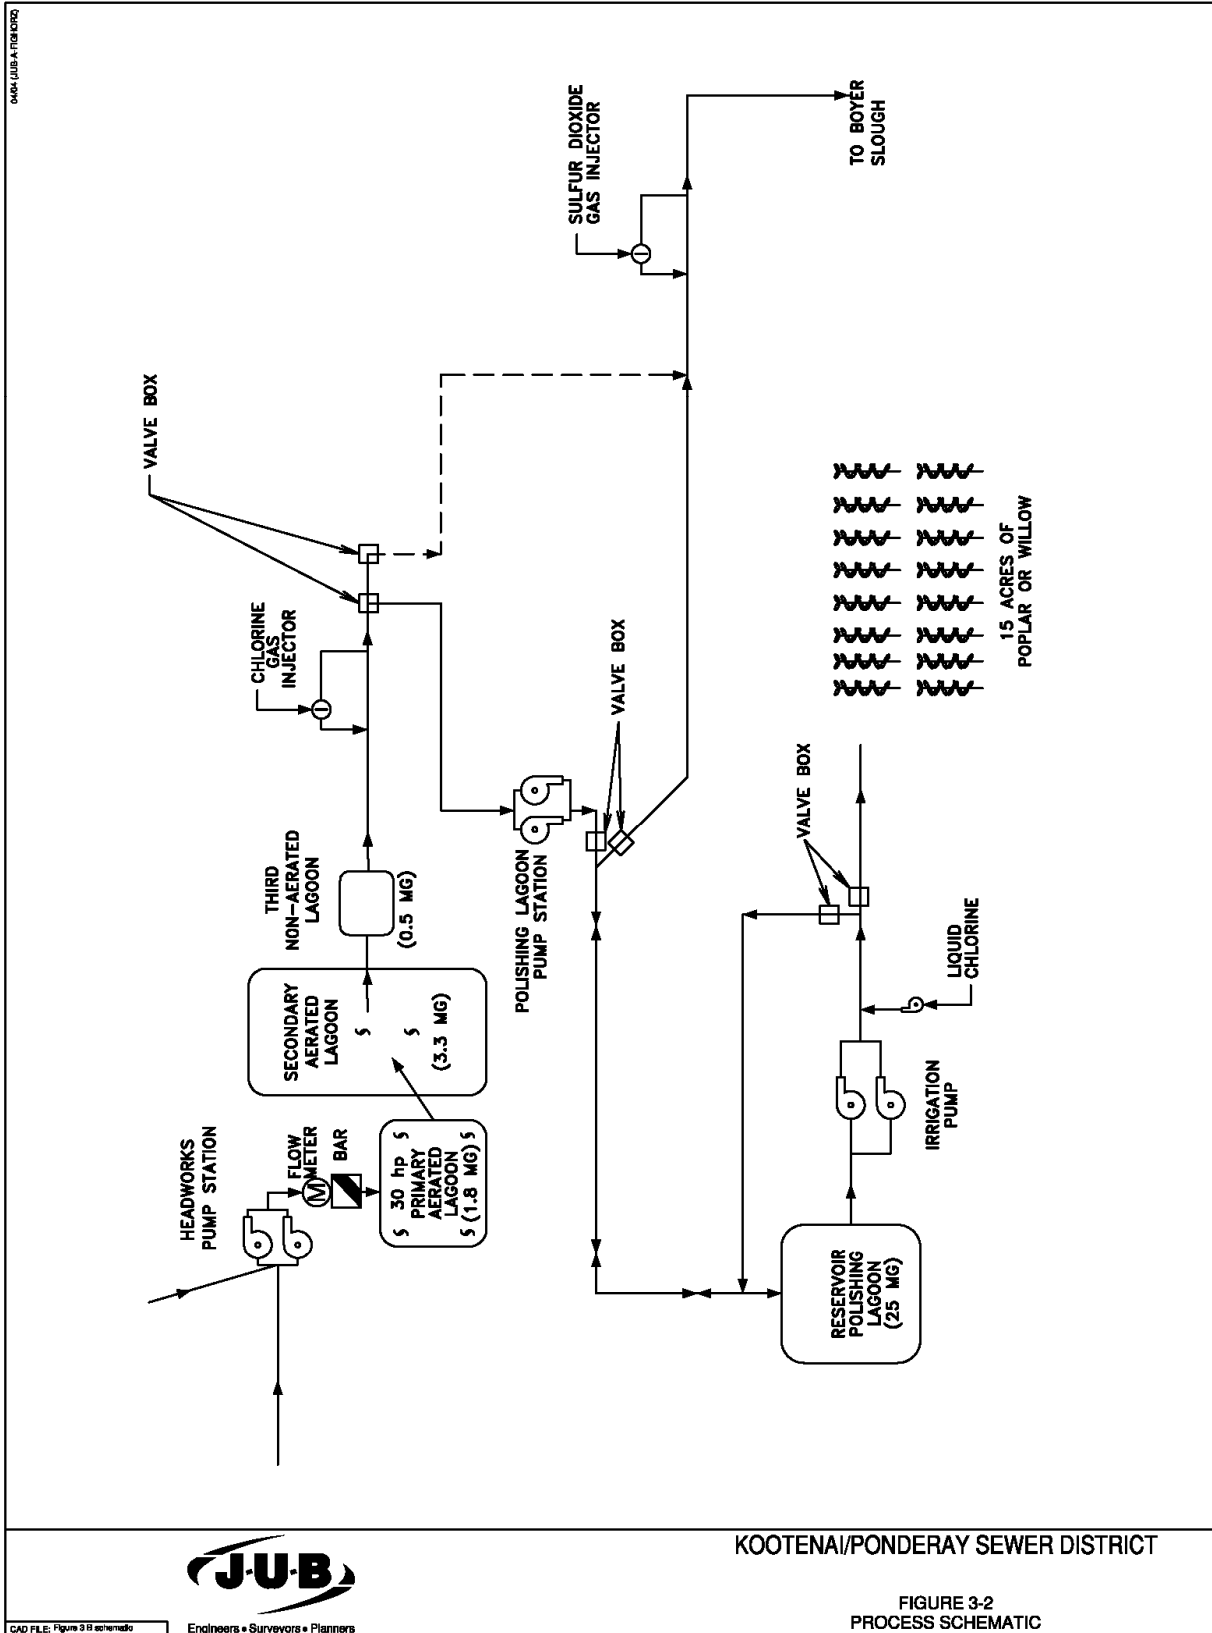 04/04 (JUB-A-FIGHORZ)
TO BOYER
SLOUGH
SULFUR DIOXIDE
GAS INJECTOR
VALVE BOX
CHLORINE
GAS
INJECTOR
VALVE BOX
15 ACRES OF
POPLAR OR WILLOW
THIRD
NON-AERATED
LAGOON
(0.5 MG)
POLISHING LAGOON
PUMP STATION
VALVE BOX
LIQUID
CHLORINE
SECONDARY
AERATED
LAGOON
(3.3 MG)
HEADWORKS
PUMP STATION
FLOW
METER
M
BAR
30 hp
PRIMARY
AERATED
LAGOON
(1.8 MG)
IRRIGATION
PUMP
RESERVOIR
POLISHING
LAGOON
(25 MG)
J·U·B
Engineers • Surveyors • Planners
CAD FILE: Figure 3 B schematic
KOOTENAI/PONDERAY SEWER DISTRICT
FIGURE 3-2
PROCESS SCHEMATIC